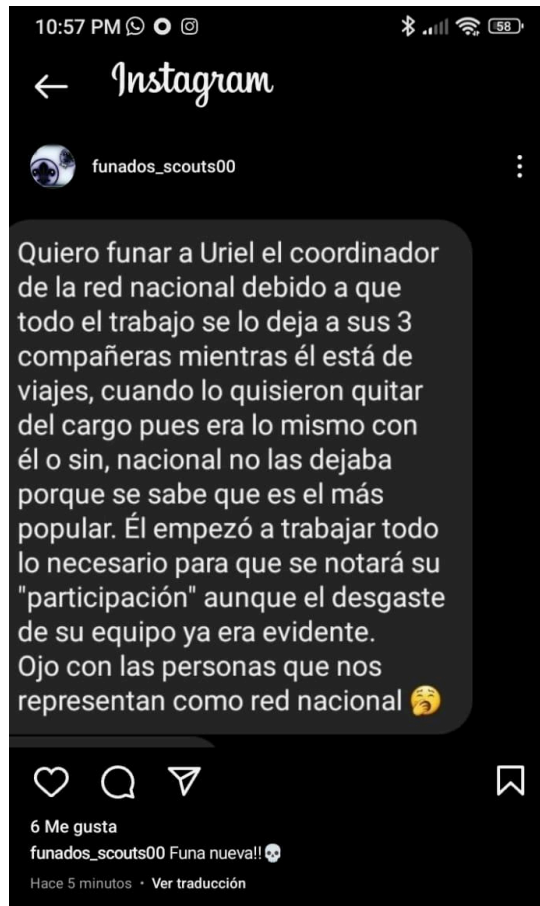 10:57 PM
58
Instagram
funados_scouts00
Quiero funar a Uriel el coordinador
de la red nacional debido a que
todo el trabajo se lo deja a sus 3
compañeras mientras él está de
viajes, cuando lo quisieron quitar
del cargo pues era lo mismo con
él o sin, nacional no las dejaba
porque se sabe que es el más
popular. Él empezó a trabajar todo
lo necesario para que se notará su
"participación" aunque el desgaste
de su equipo ya era evidente.
Ojo con las personas que nos
representan como red nacional 🥱
6 Me gusta
funados_scouts00 Funa nueva!!💀
Hace 5 minutos • Ver traducción